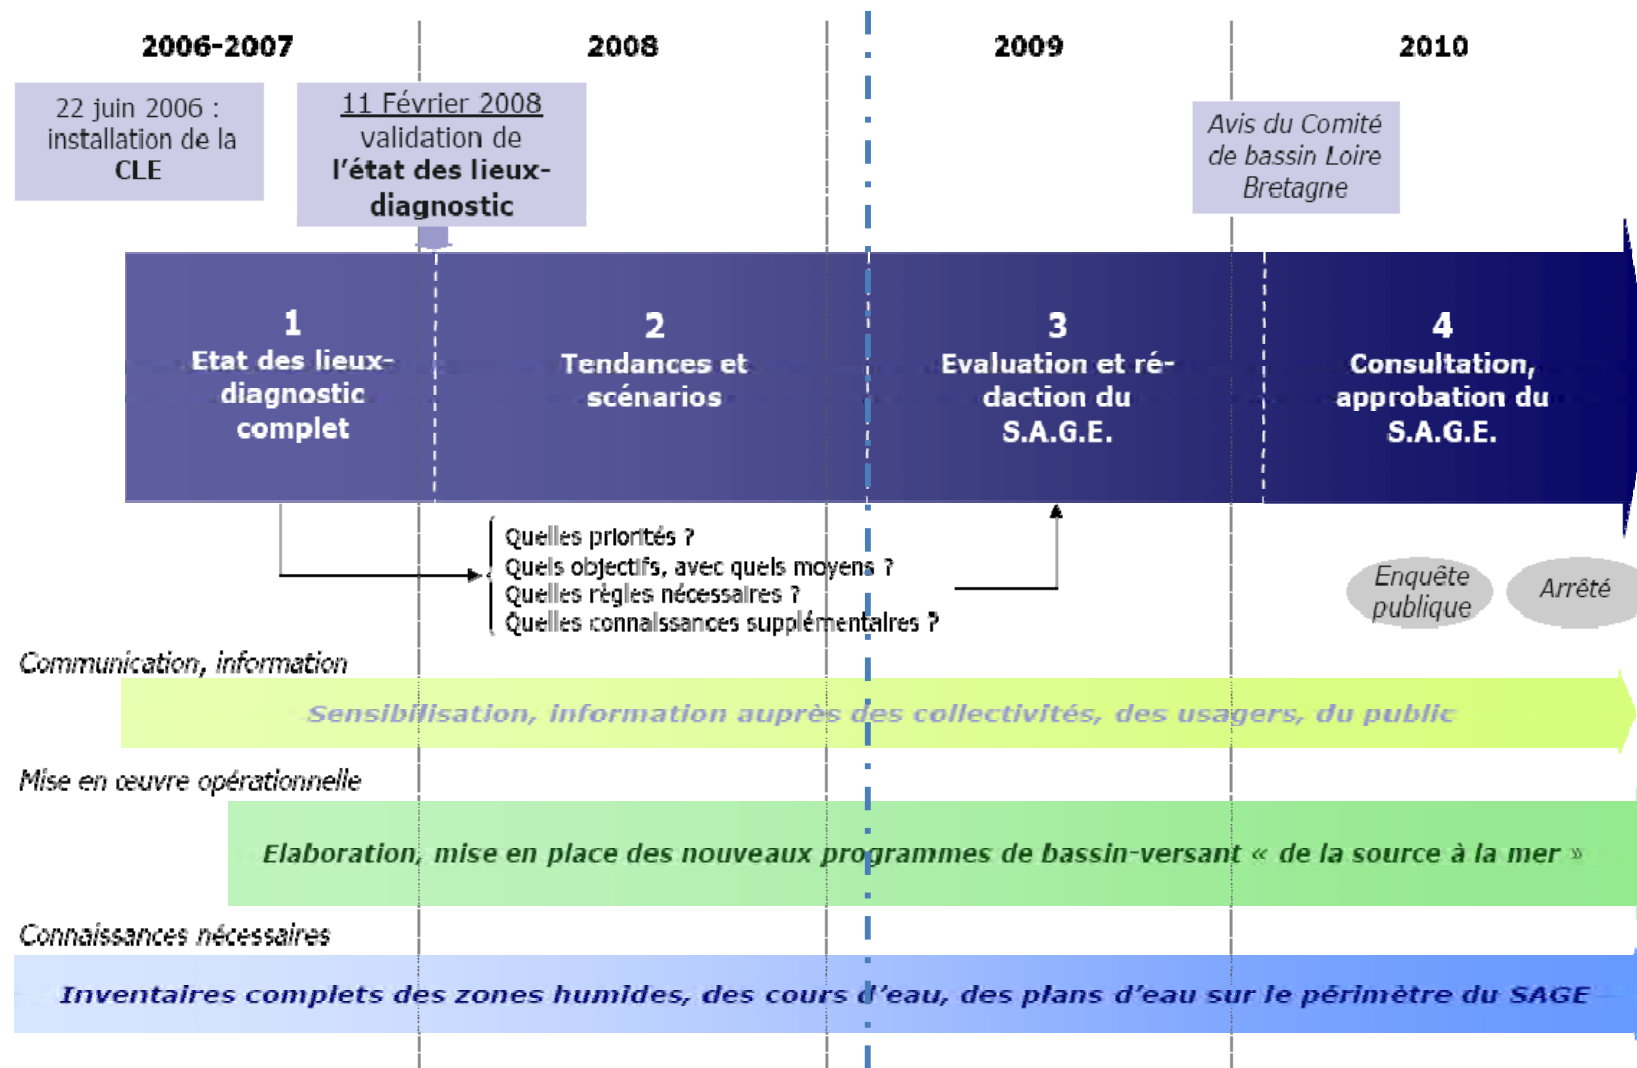 2006-2007
2008
2009
2010
22 juin 2006 :
installation de la
CLE
11 Février 2008
validation de
l'état des lieux-
diagnostic
Avis du Comité
de bassin Loire
Bretagne
1
Etat des lieux-
diagnostic
complet
2
Tendances et
scénarios
3
Evaluation et ré-
daction du
S.A.G.E.
4
Consultation,
approbation du
S.A.G.E.
Quelles priorités ?
Quels objectifs, avec quels moyens ?
Quelles règles nécessaires ?
Quelles connaissances supplémentaires ?
Enquête
publique
Arrêté
Communication, information
Sensibilisation, information auprès des collectivités, des usagers, du public
Mise en œuvre opérationnelle
Elaboration, mise en place des nouveaux programmes de bassin-versant « de la source à la mer »
Connaissances nécessaires
Inventaires complets des zones humides, des cours d'eau, des plans d'eau sur le périmètre du SAGE